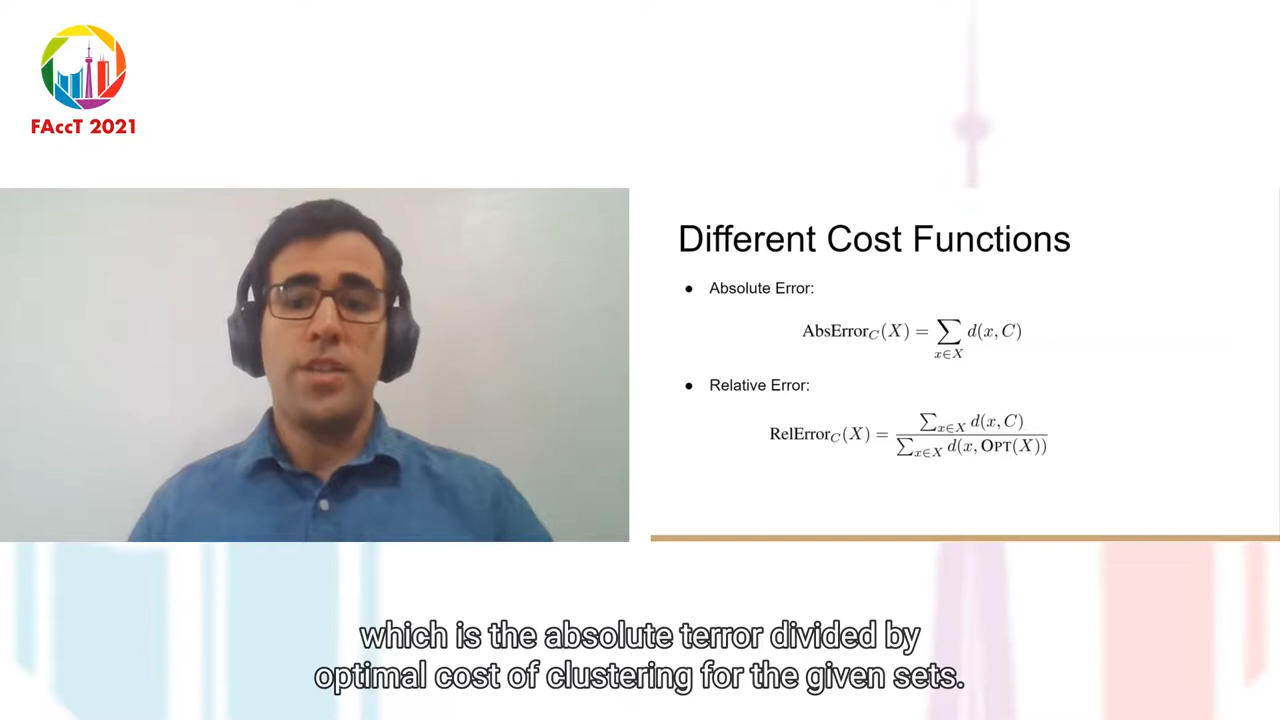 FAccT 2021
Different Cost Functions
● Absolute Error:
AbsError_C(X) = ∑_{x∈X} d(x, C)
● Relative Error:
RelError_C(X) = ∑_{x∈X} d(x, C) / ∑_{x∈X} d(x, OPT(X))
which is the absolute terror divided by
optimal cost of clustering for the given sets.